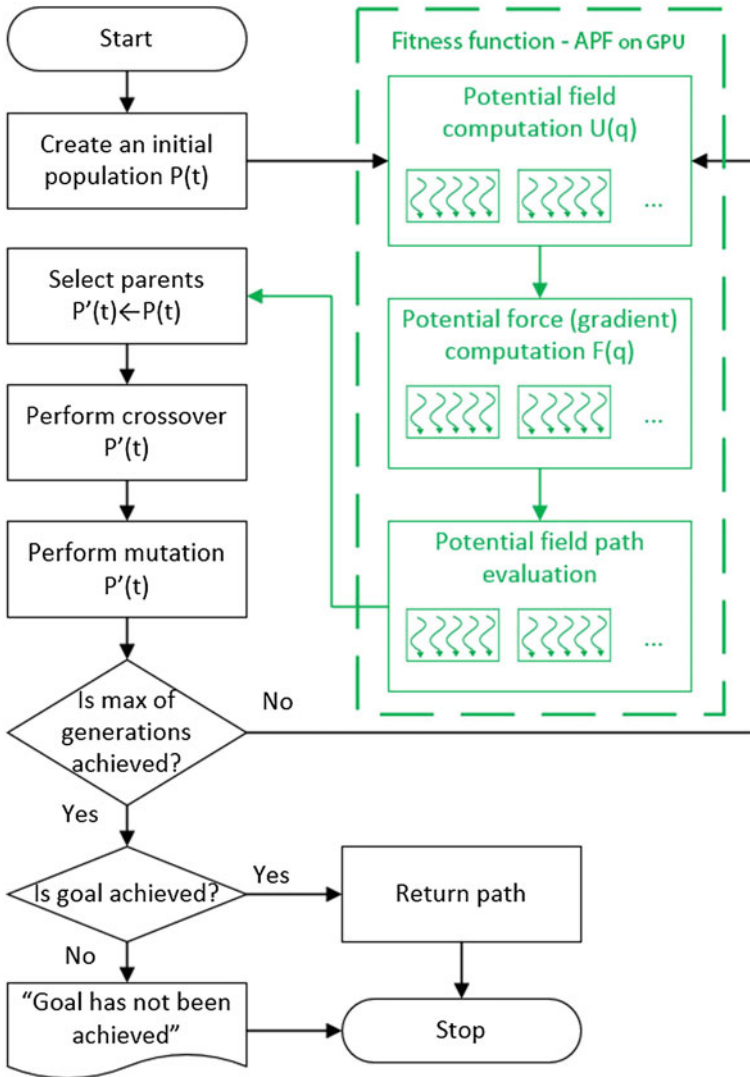 Start
Create an initial
population P(t)
Select parents
P'(t)←P(t)
Perform crossover
P'(t)
Perform mutation
P'(t)
Is max of
generations
achieved?
No
Yes
Is goal achieved?
Yes
No
"Goal has not been
achieved"
Return path
Stop
Fitness function - APF on GPU
Potential field
computation U(q)
...
Potential force (gradient)
computation F(q)
...
Potential field path
evaluation
...